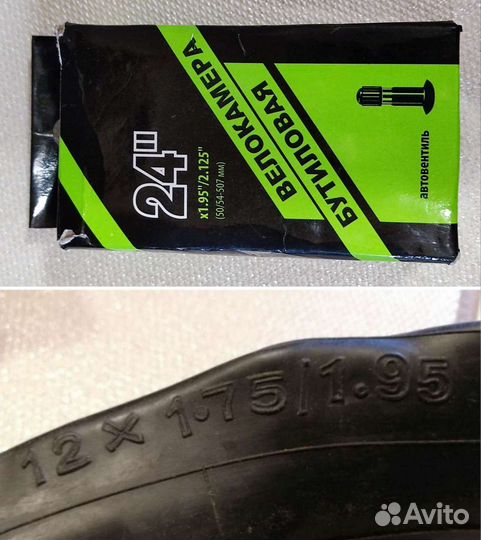 24"
x1.95"/2.125"
(50/54-507 мм)
ВЕЛОКАМЕРА
БУТИЛОВАЯ
автовентиль
12 x 1.75/1.95
Avito